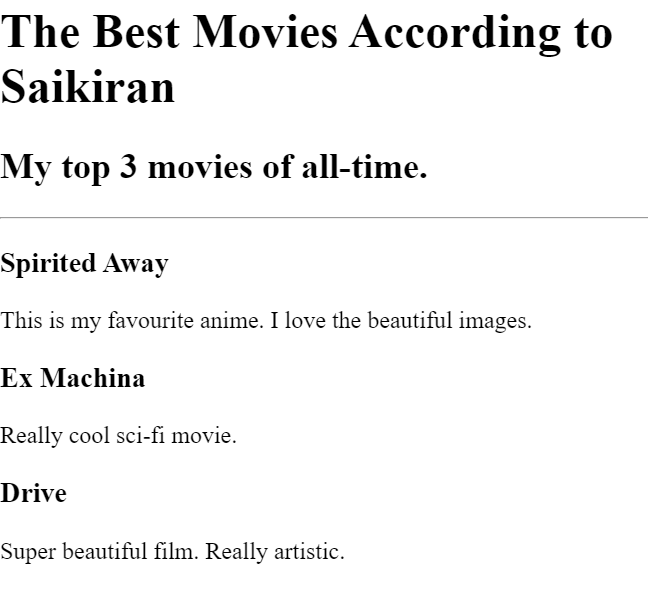 The Best Movies According to
Saikiran
My top 3 movies of all-time.
Spirited Away
This is my favourite anime. I love the beautiful images.
Ex Machina
Really cool sci-fi movie.
Drive
Super beautiful film. Really artistic.